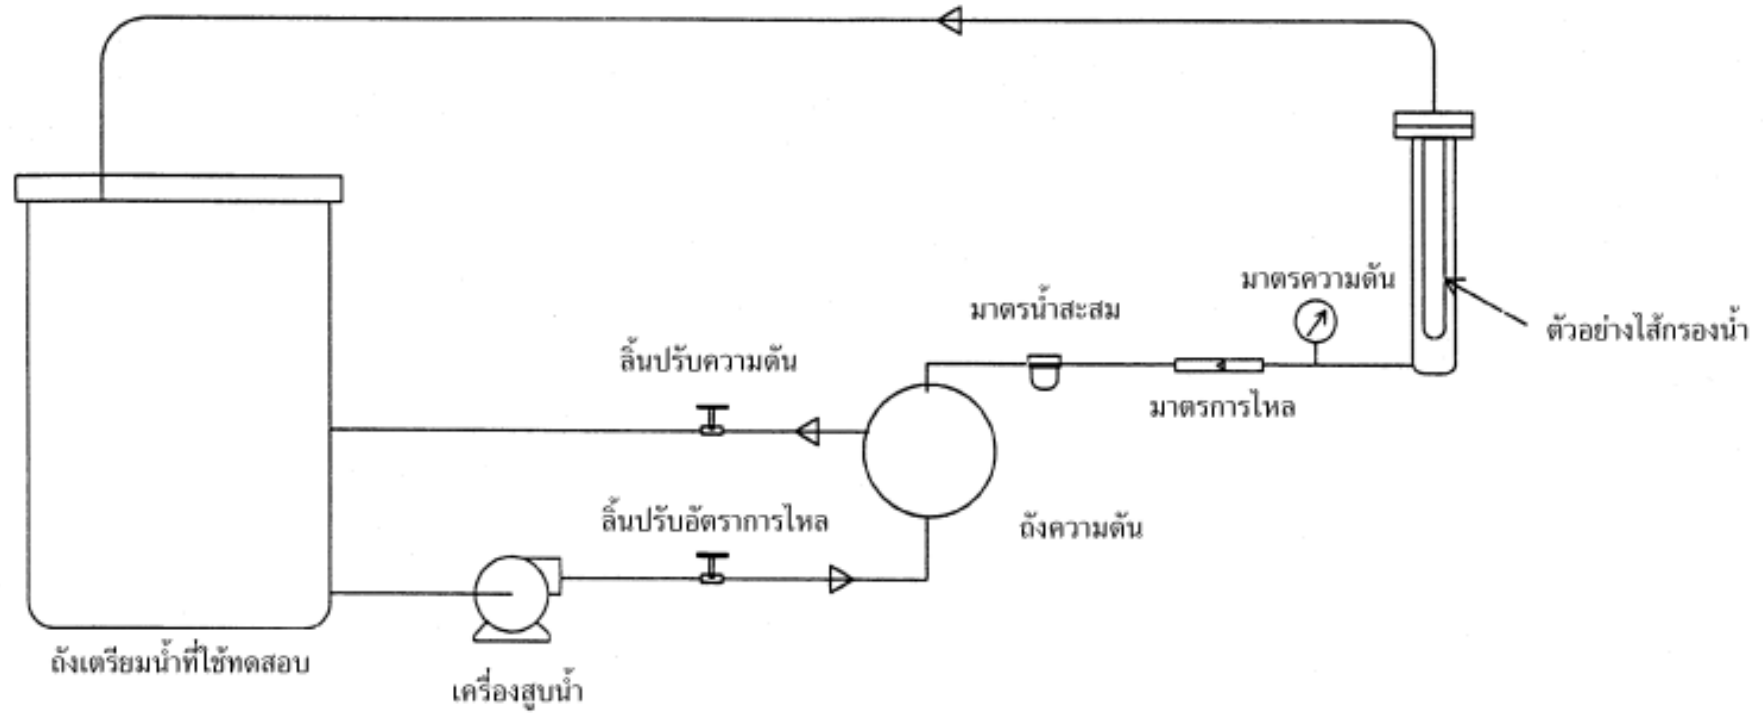 มาตรความดัน
มาตรน้ำสะสม
ตัวอย่างไส้กรองน้ำ
ลิ้นปรับความดัน
มาตรการไหล
ลิ้นปรับอัตราการไหล
ถังความดัน
ถังเตรียมน้ำที่ใช้ทดสอบ
เครื่องสูบน้ำ